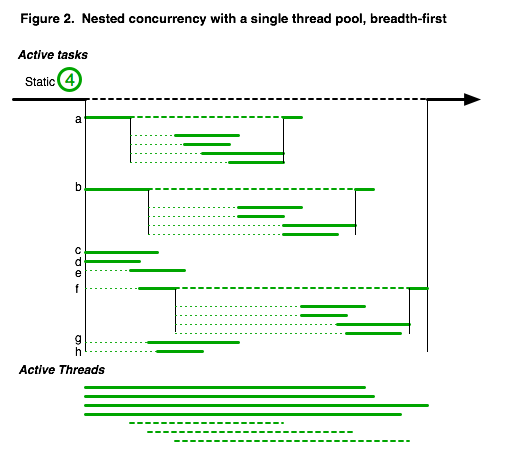 Figure 2. Nested concurrency with a single thread pool, breadth-first
Active tasks
Static 4
a
b
c
d
e
f
g
h
Active Threads